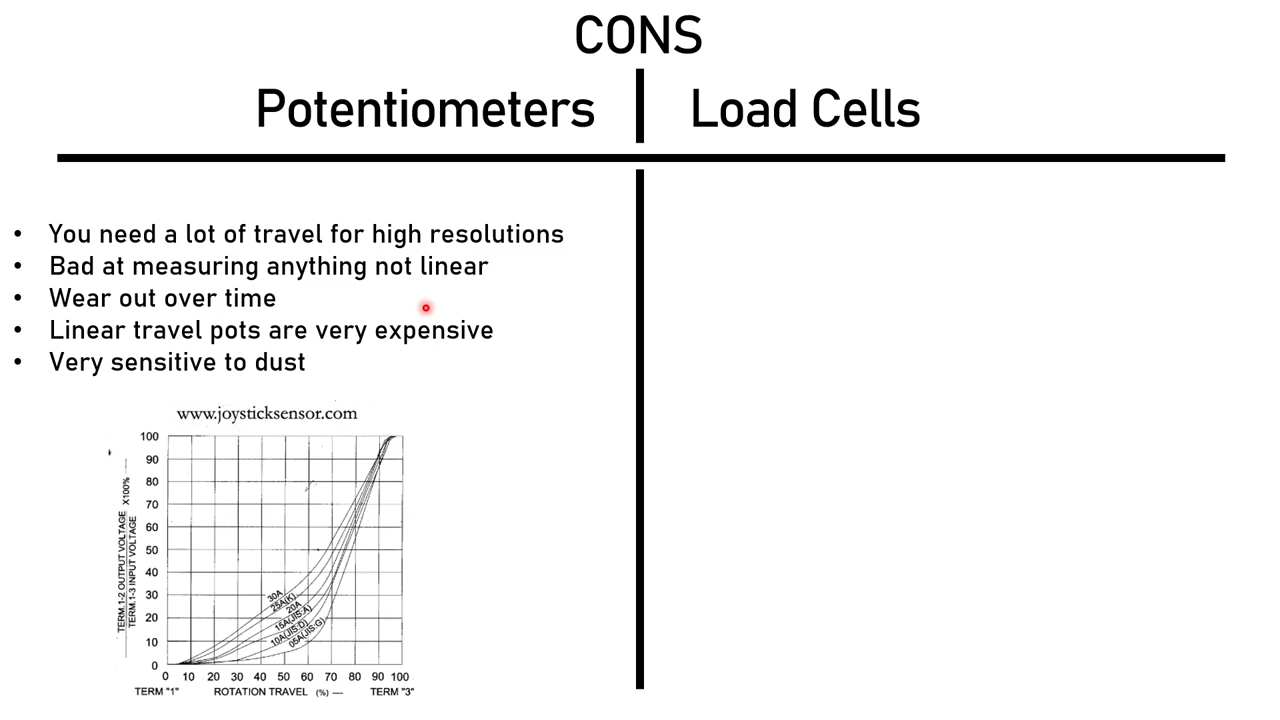 CONS
Potentiometers
Load Cells
• You need a lot of travel for high resolutions
• Bad at measuring anything not linear
• Wear out over time
• Linear travel pots are very expensive
• Very sensitive to dust
www.joysticksensor.com
100
90
80
70
60
50
40
30
20
10
0
TERM.1-2 OUTPUT VOLTAGE
TERM.1-3 INPUT VOLTAGE
X100%
30A
25A(K)
20A
15A(JIS:A)
10A(JIS:D)
05A(JIS:G)
0 10 20 30 40 50 60 70 80 90 100
TERM "1" ROTATION TRAVEL (%) — TERM "3"